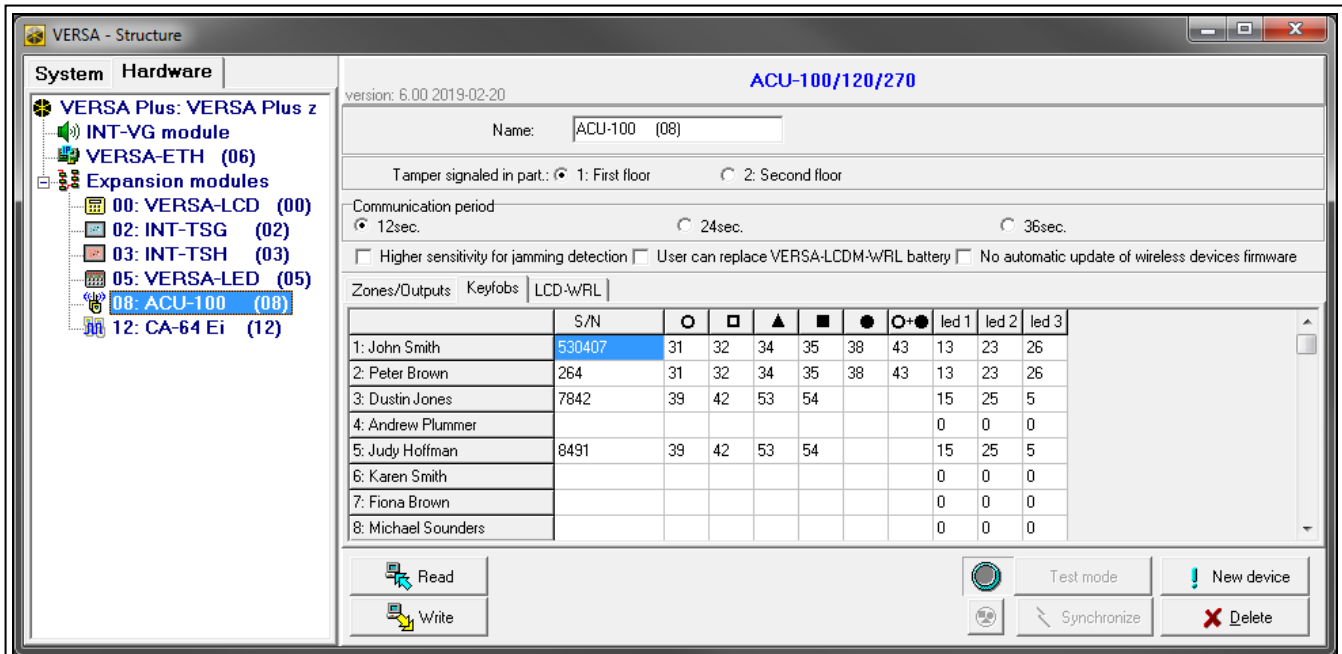 VERSA - Structure
System Hardware
VERSA Plus: VERSA Plus z
INT-VG module
VERSA-ETH (06)
Expansion modules
00: VERSA-LCD (00)
02: INT-TSG (02)
03: INT-TSH (03)
05: VERSA-LED (05)
08: ACU-100 (08)
12: CA-64 Ei (12)
ACU-100/120/270
version: 6.00 2019-02-20
Name: ACU-100 (08)
Tamper signaled in part.: 1: First floor 2: Second floor
Communication period
12sec. 24sec. 36sec.
Higher sensitivity for jamming detection User can replace VERSA-LCDM-WRL battery No automatic update of wireless devices firmware
Zones/Outputs Keyfobs LCD-WRL
S/N O □ ▲ ■ ● O+● led 1 led 2 led 3
1: John Smith 530407 31 32 34 35 38 43 13 23 26
2: Peter Brown 264 31 32 34 35 38 43 13 23 26
3: Dustin Jones 7842 39 42 53 54 15 25 5
4: Andrew Plummer 0 0 0
5: Judy Hoffman 8491 39 42 53 54 15 25 5
6: Karen Smith 0 0 0
7: Fiona Brown 0 0 0
8: Michael Sounders 0 0 0
Read Test mode New device
Write Synchronize Delete